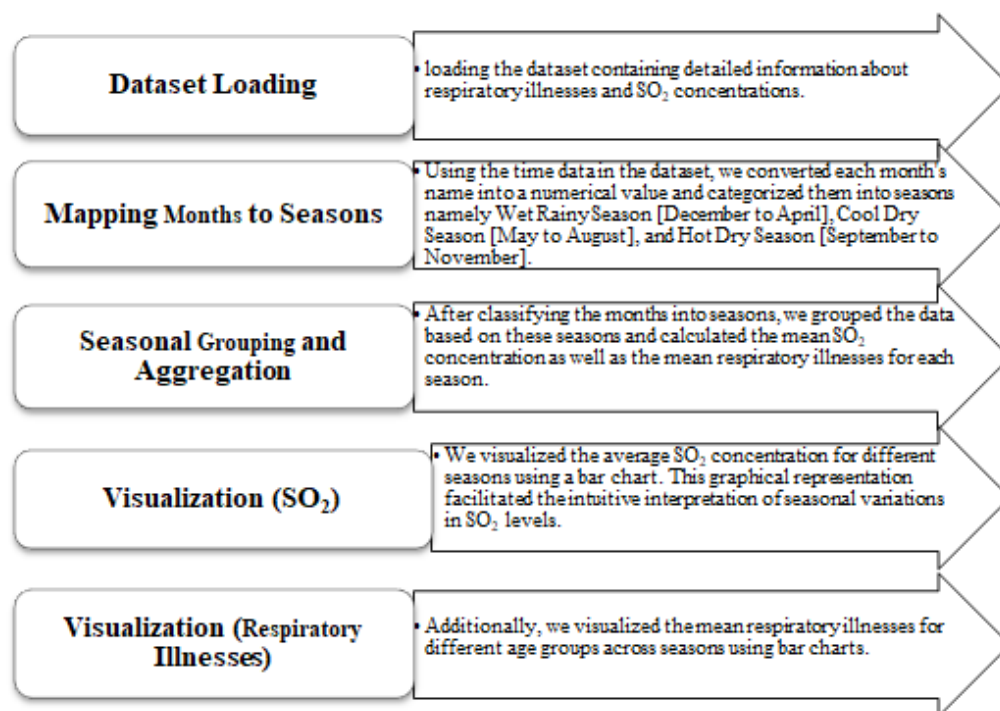 Dataset Loading
• loading the dataset containing detailed information about
respiratory illnesses and SO₂ concentrations.
Mapping Months to Seasons
• Using the time data in the dataset, we converted each month's
name into a numerical value and categorized them into seasons
namely Wet Rainy Season [December to April], Cool Dry
Season [May to August], and Hot Dry Season [September to
November].
Seasonal Grouping and
Aggregation
• After classifying the months into seasons, we grouped the data
based on these seasons and calculated the mean SO₂
concentration as well as the mean respiratory illnesses for each
season.
Visualization (SO₂)
• We visualized the average SO₂ concentration for different
seasons using a bar chart. This graphical representation
facilitated the intuitive interpretation of seasonal variations
in SO₂ levels.
Visualization (Respiratory
Illnesses)
• Additionally, we visualized the mean respiratory illnesses for
different age groups across seasons using bar charts.